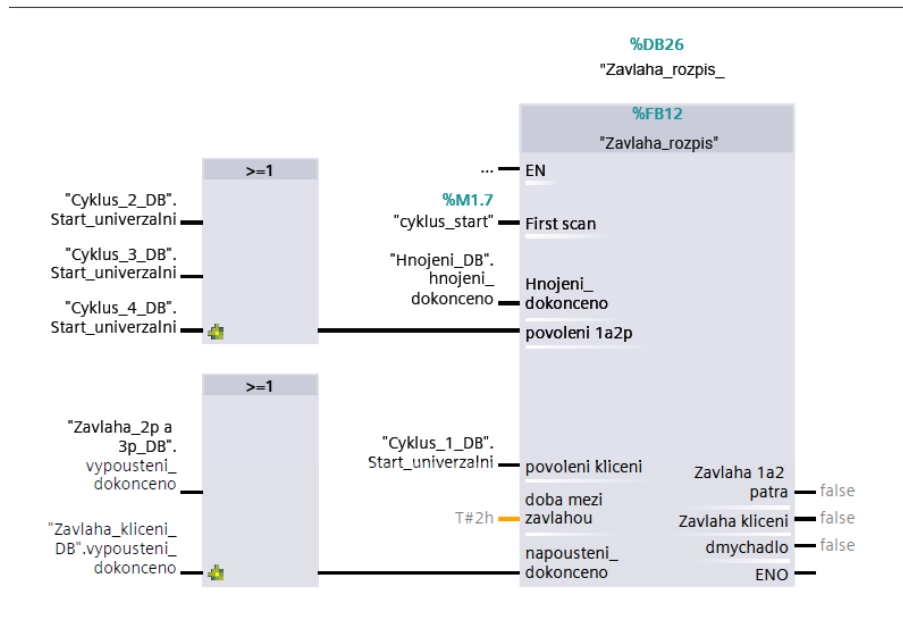 %DB26
"Zavlaha_rozpis_
%FB12
"Zavlaha_rozpis"
>=1
"Cyklus_2_DB".
Start_univerzalni
"Cyklus_3_DB".
Start_univerzalni
"Cyklus_4_DB".
Start_univerzalni
... EN
%M1.7
"cyklus_start" First scan
"Hnojeni_DB".
hnojeni_
dokonceno
Hnojeni_
dokonceno
povoleni 1a2p
>=1
"Zavlaha_2p a
3p_DB".
vypousteni_
dokonceno
"Zavlaha_kliceni_
DB".vypousteni_
dokonceno
"Cyklus_1_DB".
Start_univerzalni
povoleni kliceni
T#2h
doba mezi
zavlahou
napousteni_
dokonceno
Zavlaha 1a2
patra false
Zavlaha kliceni false
dmychadlo false
ENO